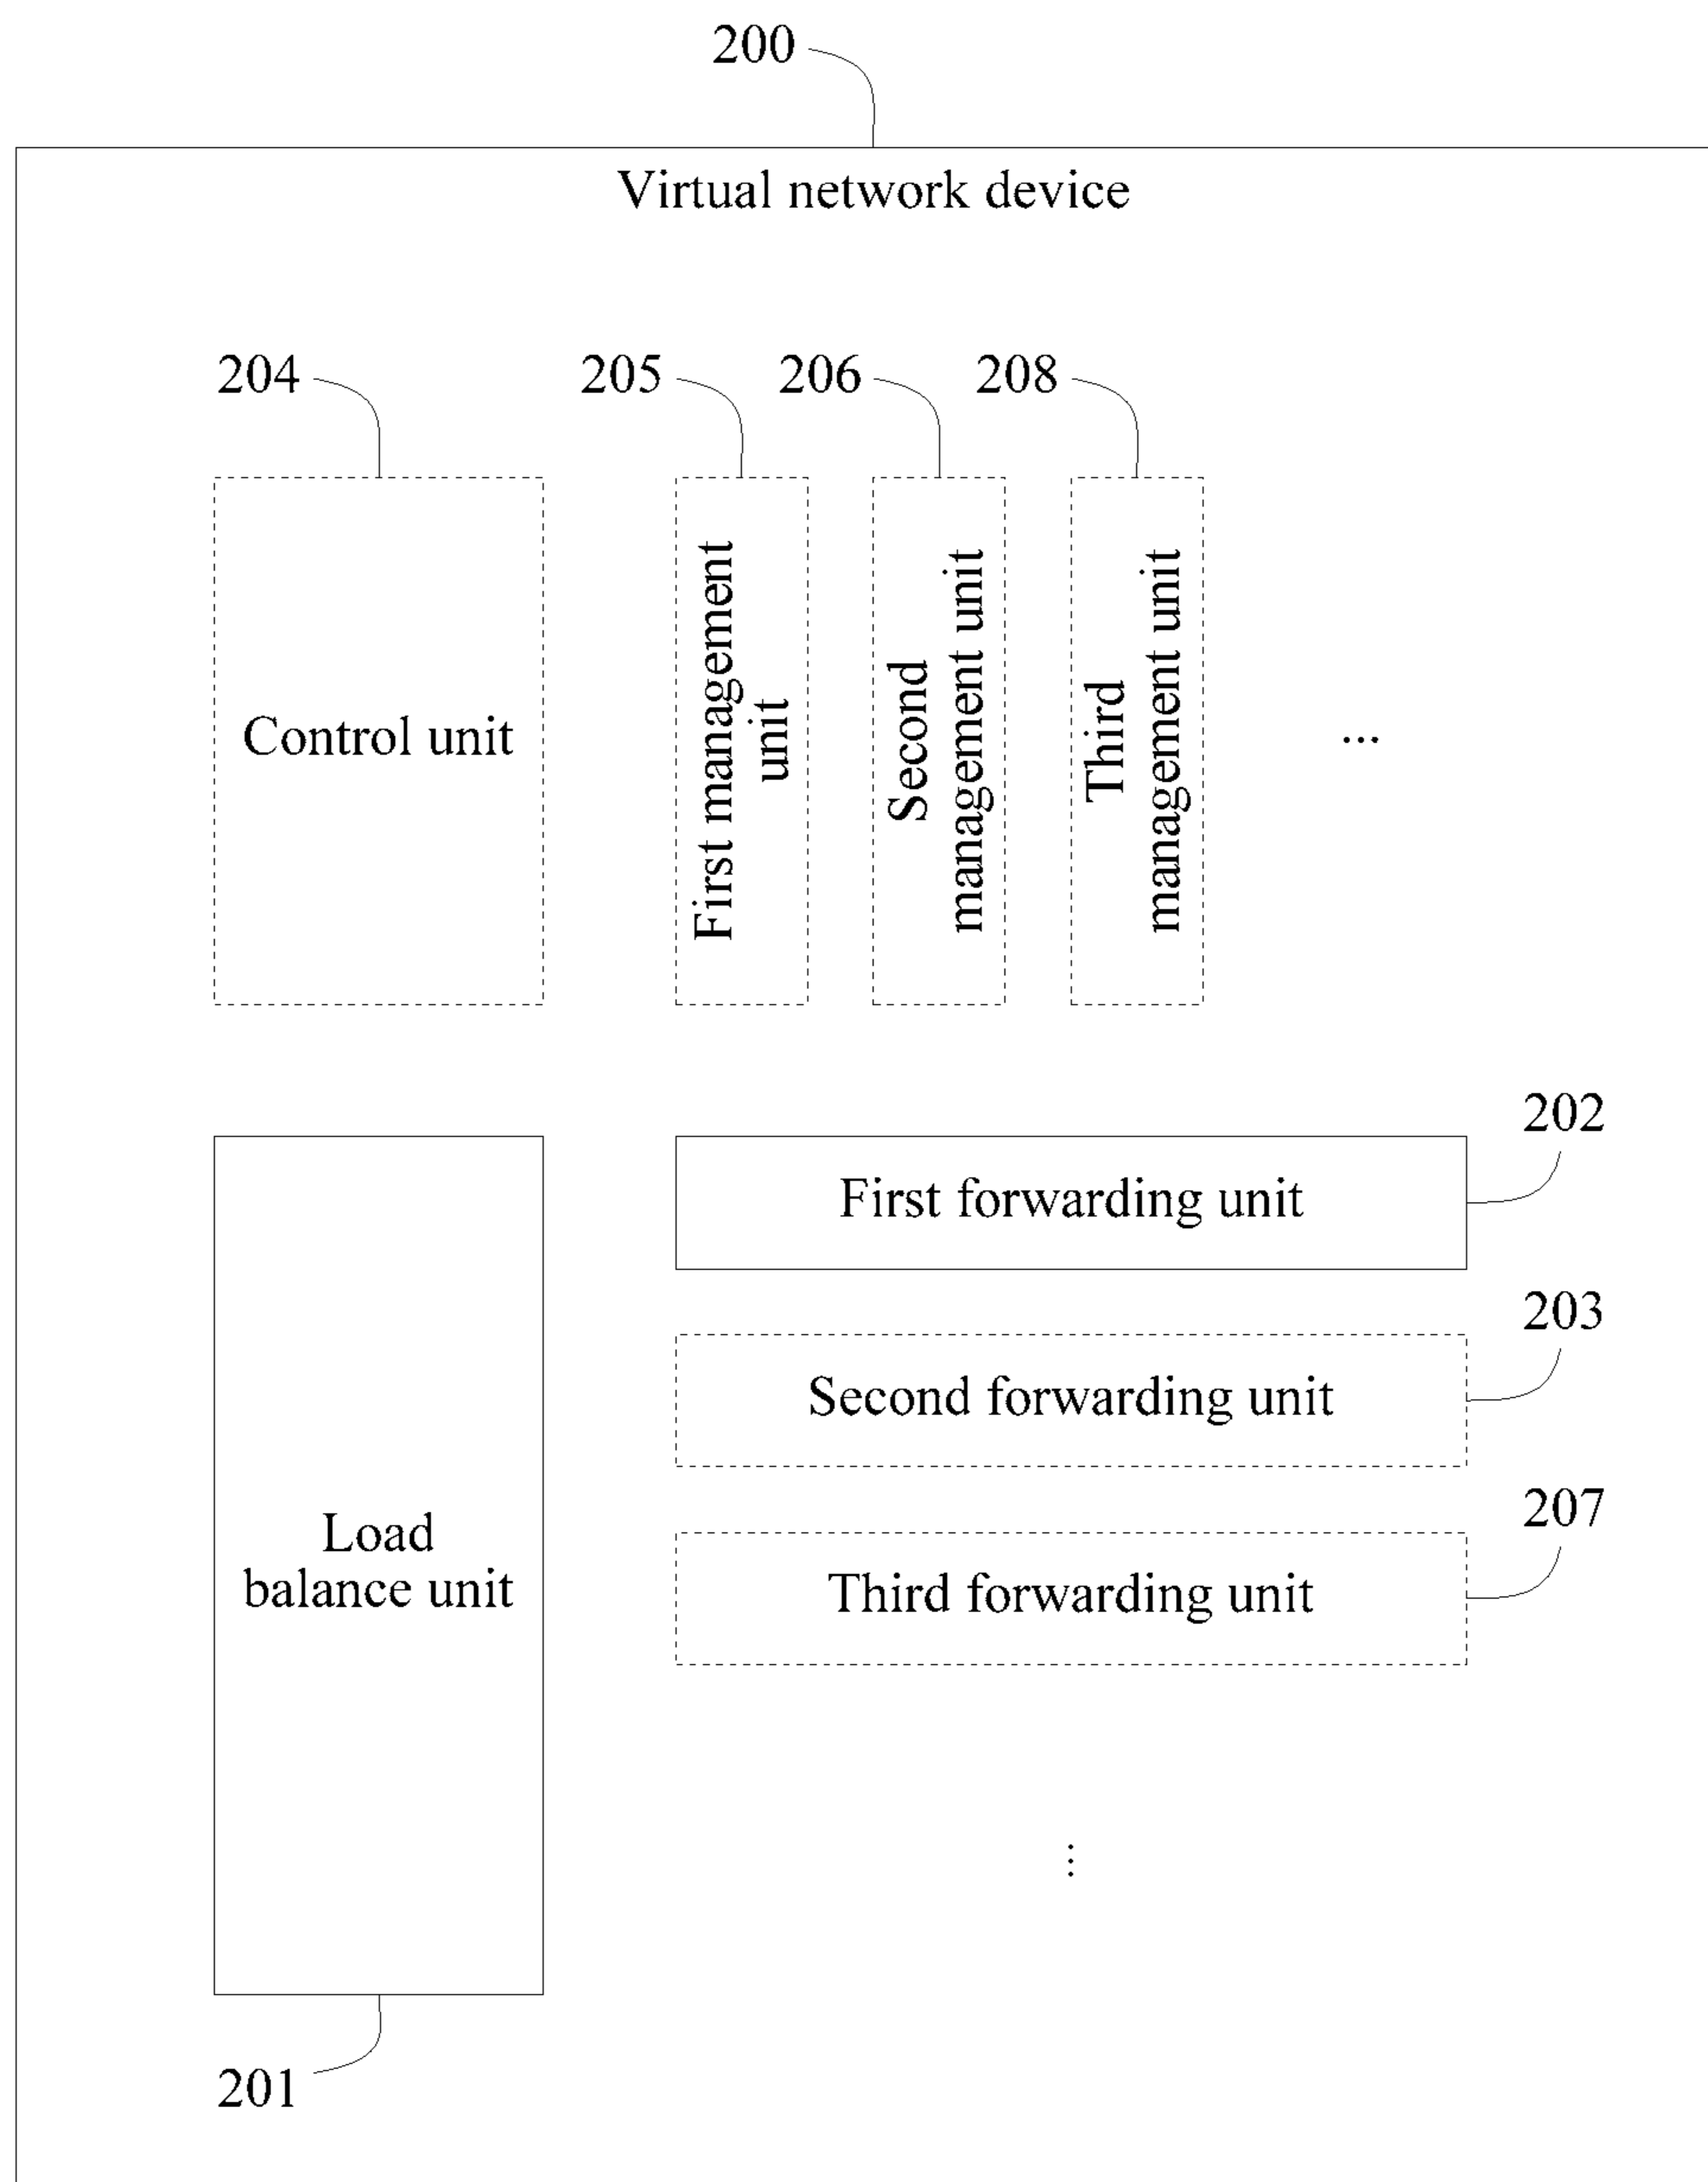 200
Virtual network device
204
205
206
208
Control unit
First management
unit
Second
management unit
Third
management unit
...
202
First forwarding unit
203
Second forwarding unit
207
Third forwarding unit
Load
balance unit
...
201